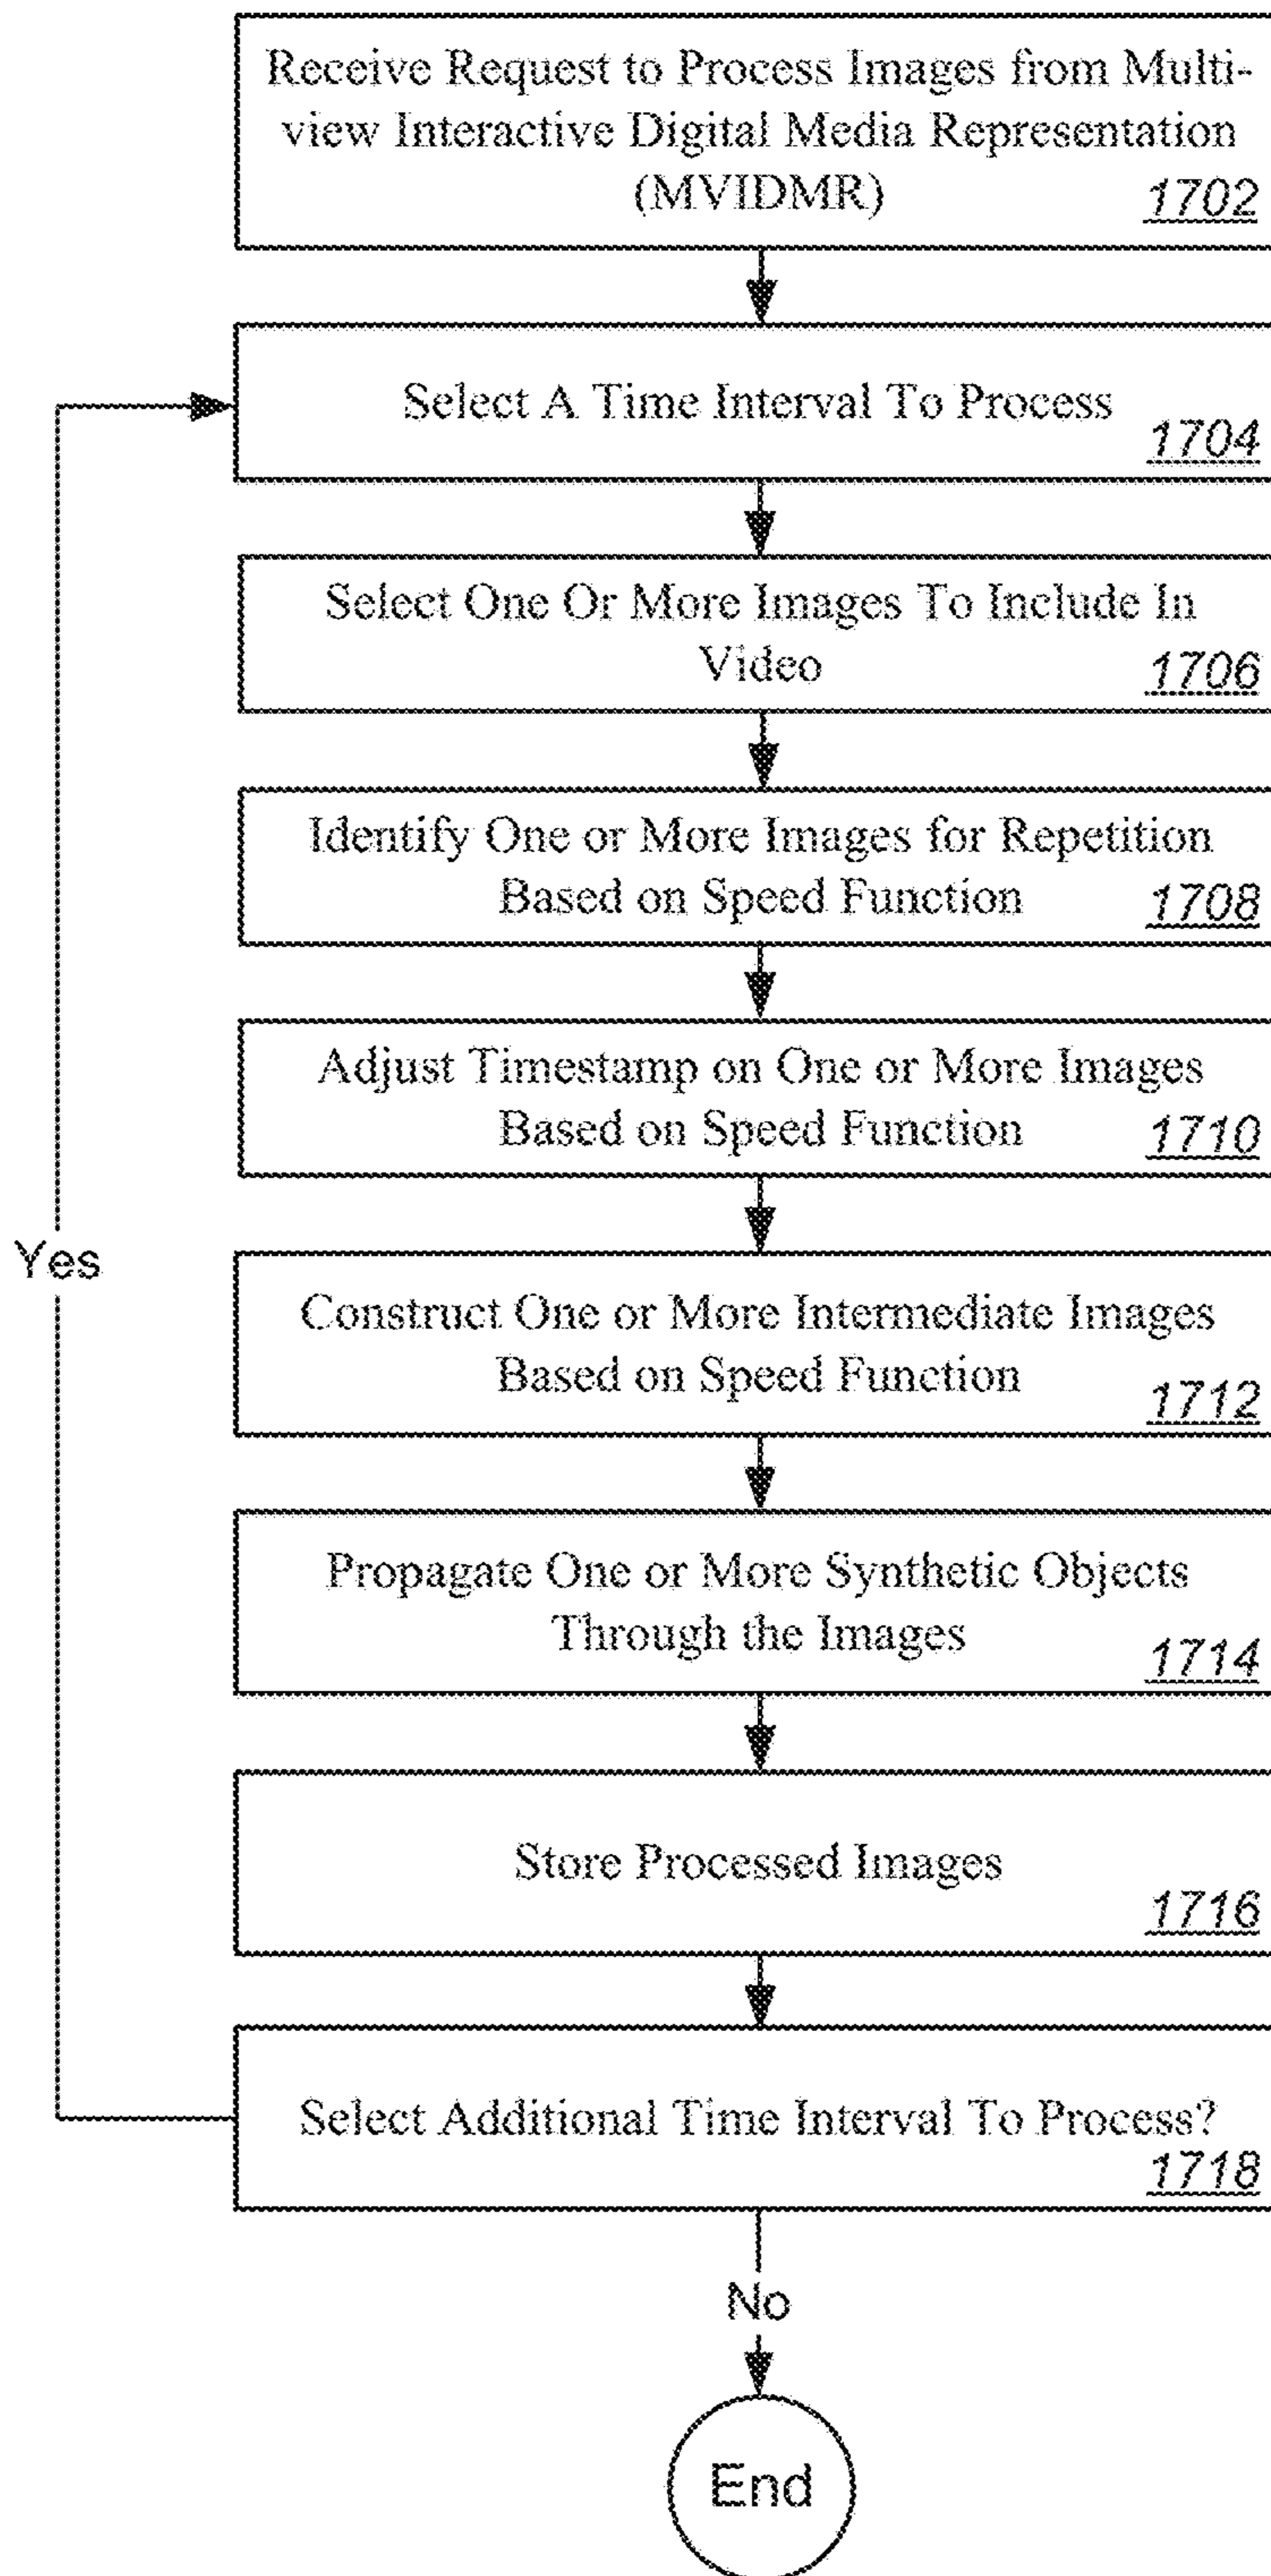 Receive Request to Process Images from Multi-
view Interactive Digital Media Representation
(MVIDMR)
1702
Select A Time Interval To Process
1704
Select One Or More Images To Include In
Video
1706
Identify One or More Images for Repetition
Based on Speed Function
1708
Adjust Timestamp on One or More Images
Based on Speed Function
1710
Yes
Construct One or More Intermediate Images
Based on Speed Function
1712
Propagate One or More Synthetic Objects
Through the Images
1714
Store Processed Images
1716
Select Additional Time Interval To Process?
1718
No
End